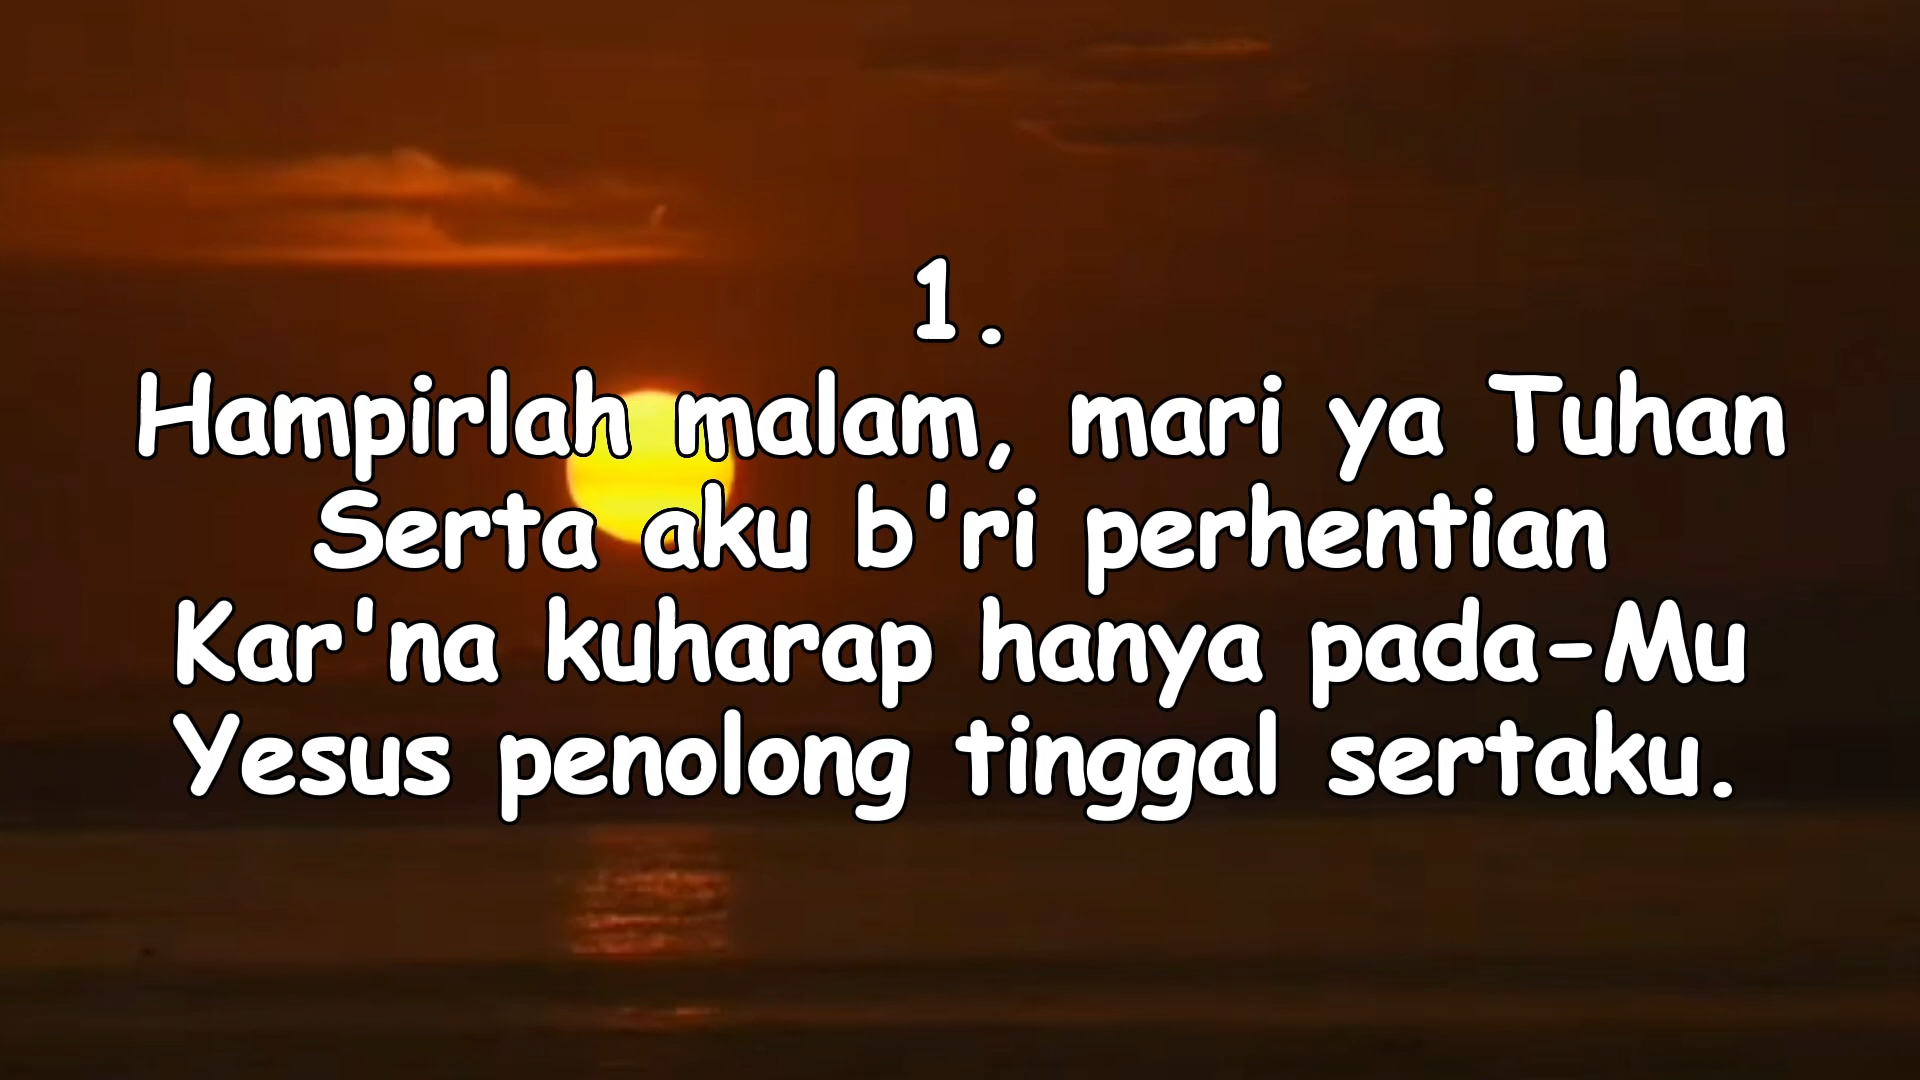 1.
Hampirlah malam, mari ya Tuhan
Serta aku b'ri perhentian
Kar'na kuharap hanya pada-Mu
Yesus penolong tinggal sertaku.